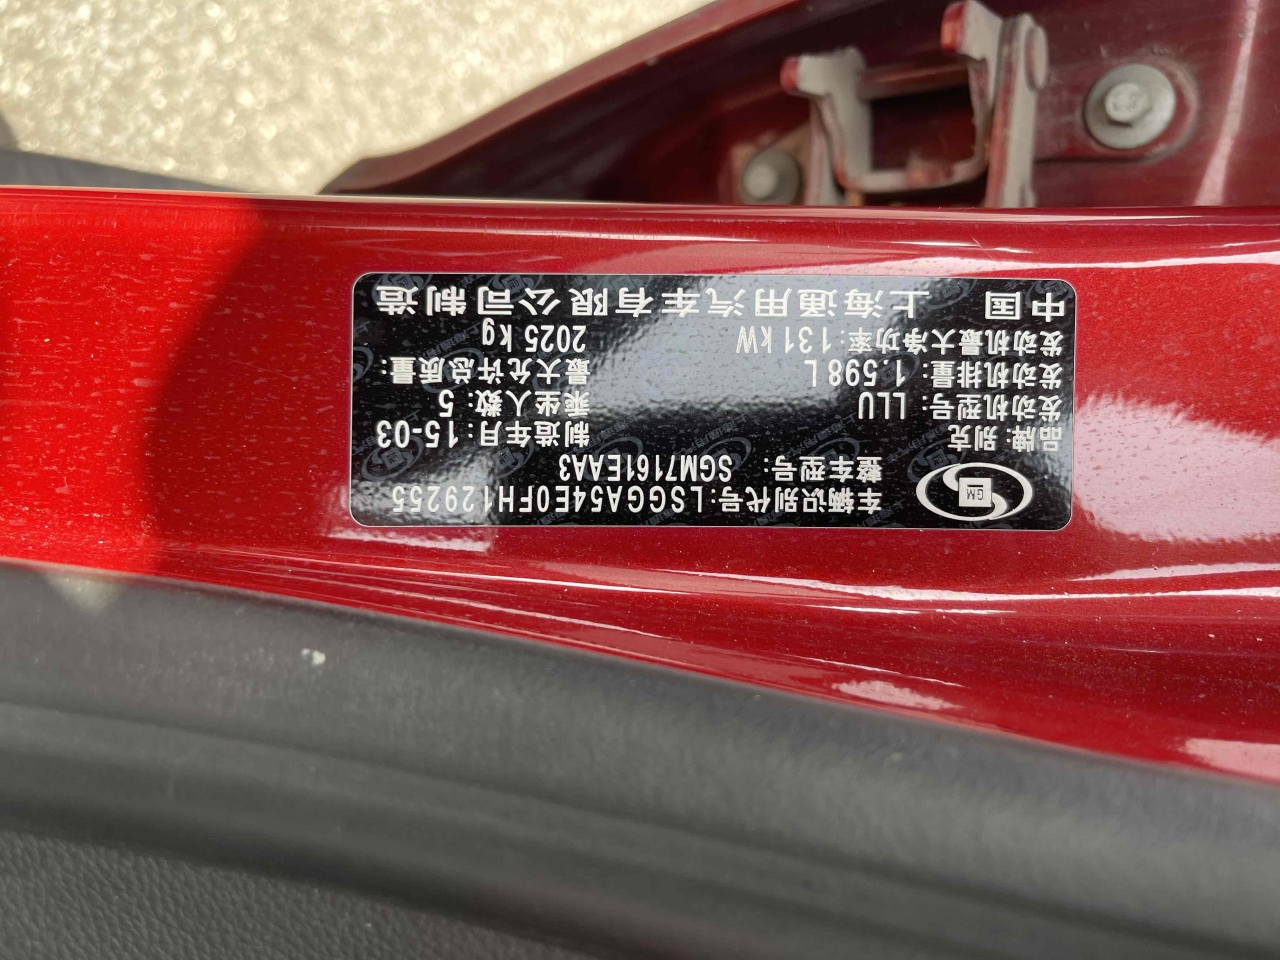 GM
车辆识别代号:LSGGA54E0FH129255
整车型号: SGM7161EAA3
品牌:别克 制造年月:15-03
发动机型号:LLU 乘坐人数:5
发动机排量:1.598L 最大允许总质量:
发动机最大净功率:131kW 2025kg
中国 上海通用汽车有限公司制造